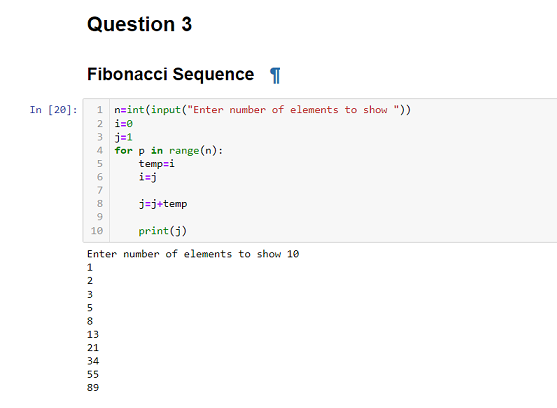 Question 3
Fibonacci Sequence ¶
In [20]:
1 n=int(input("Enter number of elements to show "))
2 i=0
3 j=1
4 for p in range(n):
5     temp=i
6     i=j
7
8     j=j+temp
9
10     print(j)
Enter number of elements to show 10
1
2
3
5
8
13
21
34
55
89